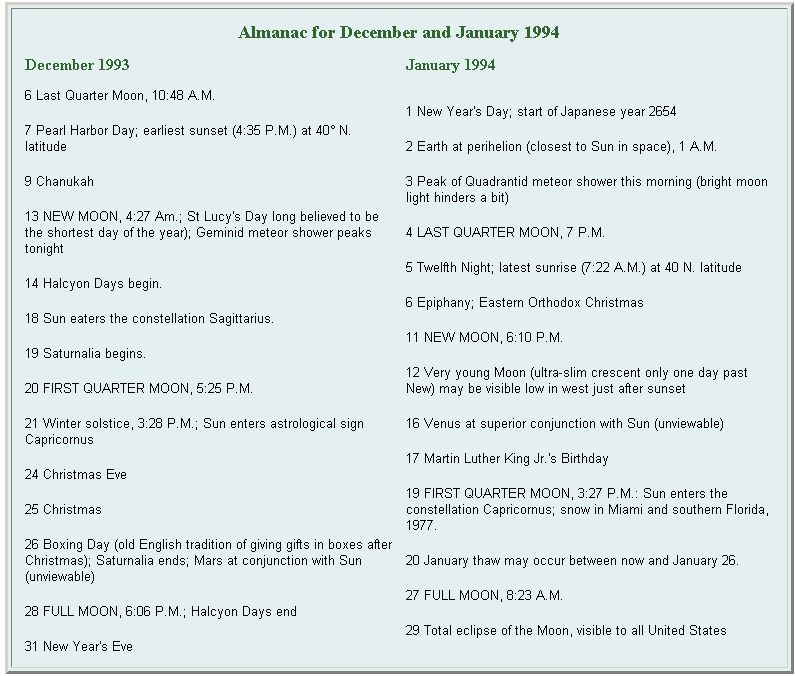 Almanac for December and January 1994
December 1993
6 Last Quarter Moon, 10:48 A.M.
7 Pearl Harbor Day; earliest sunset (4:35 P.M.) at 40° N.
latitude
9 Chanukah
13 NEW MOON, 4:27 Am.; St Lucy's Day long believed to be
the shortest day of the year); Geminid meteor shower peaks
tonight
14 Halcyon Days begin.
18 Sun eaters the constellation Sagittarius.
19 Saturnalia begins.
20 FIRST QUARTER MOON, 5:25 P.M.
21 Winter solstice, 3:28 P.M.; Sun enters astrological sign
Capricornus
24 Christmas Eve
25 Christmas
26 Boxing Day (old English tradition of giving gifts in boxes after
Christmas); Saturnalia ends; Mars at conjunction with Sun
(unviewable)
28 FULL MOON, 6:06 P.M.; Halcyon Days end
31 New Year's Eve
January 1994
1 New Year's Day; start of Japanese year 2654
2 Earth at perihelion (closest to Sun in space), 1 A.M.
3 Peak of Quadrantid meteor shower this morning (bright moon
light hinders a bit)
4 LAST QUARTER MOON, 7 P.M.
5 Twelfth Night; latest sunrise (7:22 A.M.) at 40 N. latitude
6 Epiphany; Eastern Orthodox Christmas
11 NEW MOON, 6:10 P.M.
12 Very young Moon (ultra-slim crescent only one day past
New) may be visible low in west just after sunset
16 Venus at superior conjunction with Sun (unviewable)
17 Martin Luther King Jr.'s Birthday
19 FIRST QUARTER MOON, 3:27 P.M.: Sun enters the
constellation Capricornus; snow in Miami and southern Florida,
1977.
20 January thaw may occur between now and January 26.
27 FULL MOON, 8:23 A.M.
29 Total eclipse of the Moon, visible to all United States